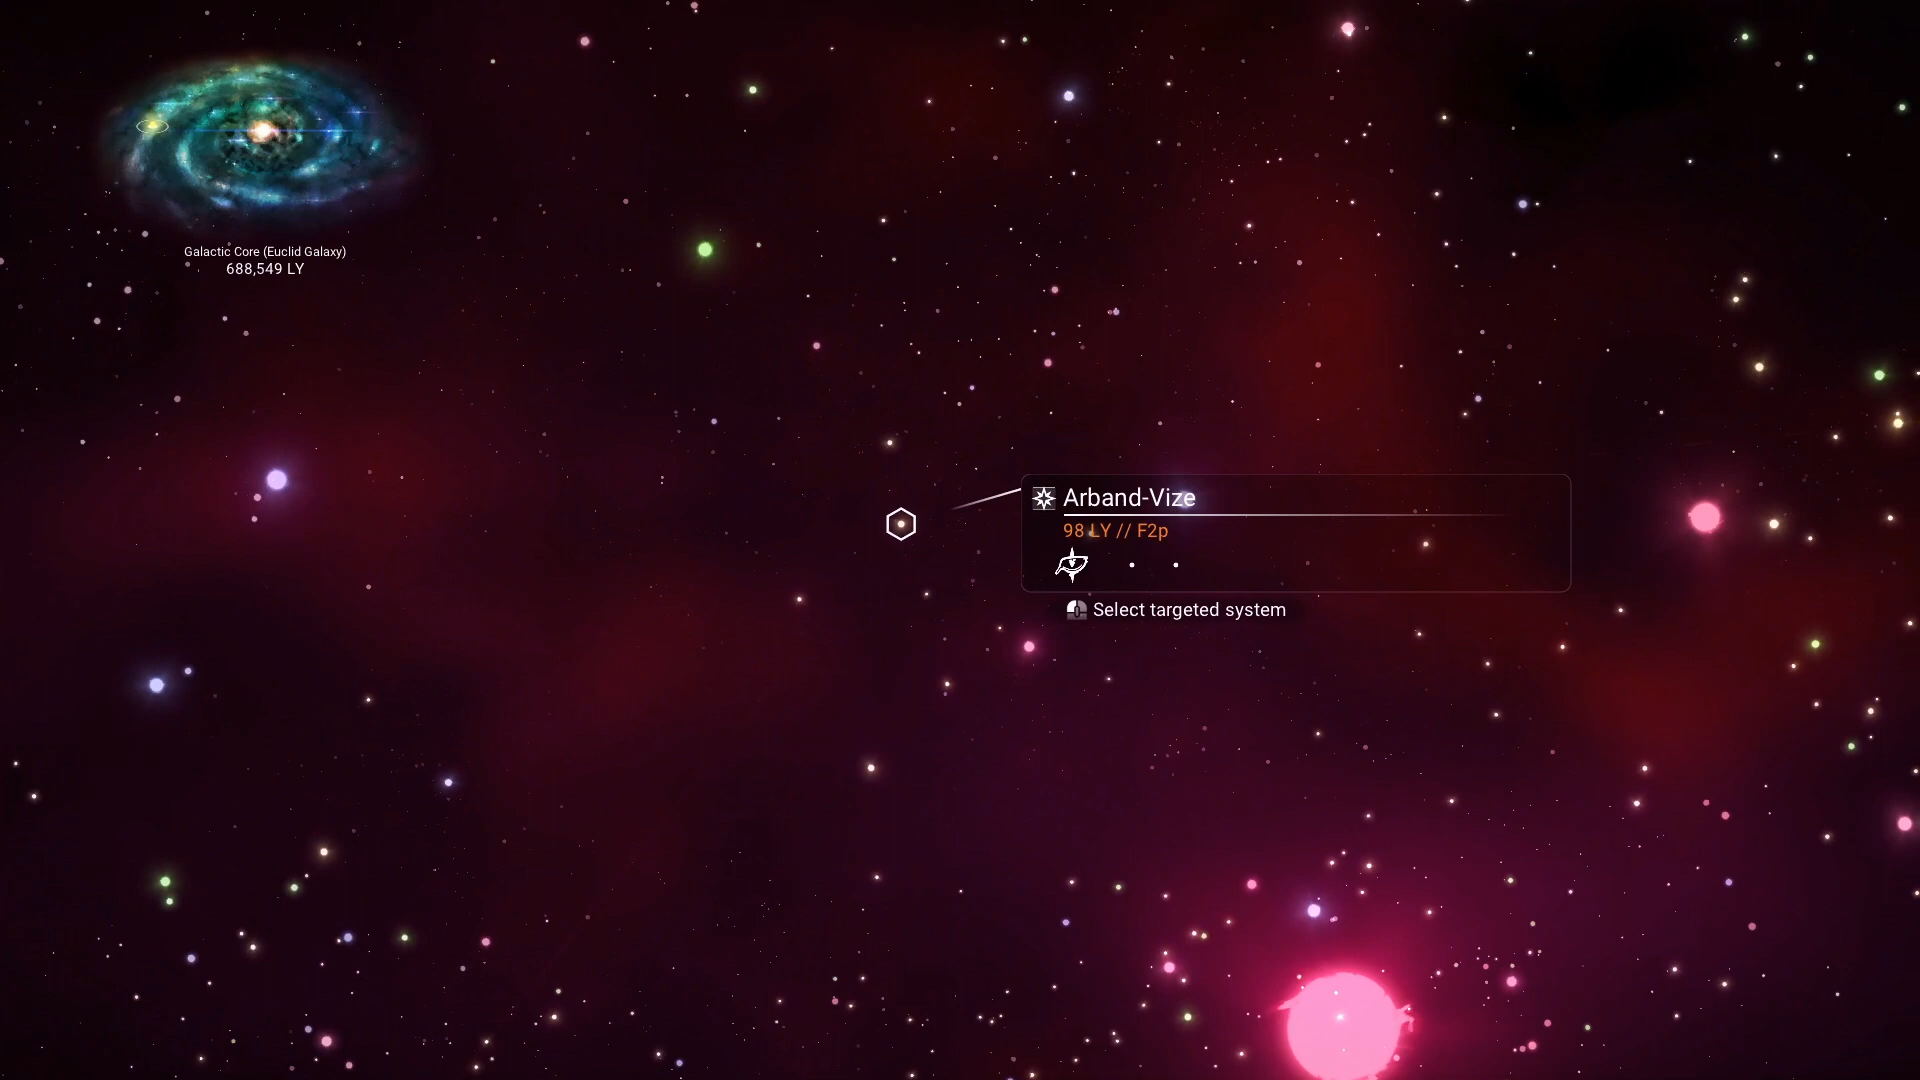 Galactic Core (Euclid Galaxy)
688,549 LY
Arband-Vize
98 LY // F2p
Select targeted system